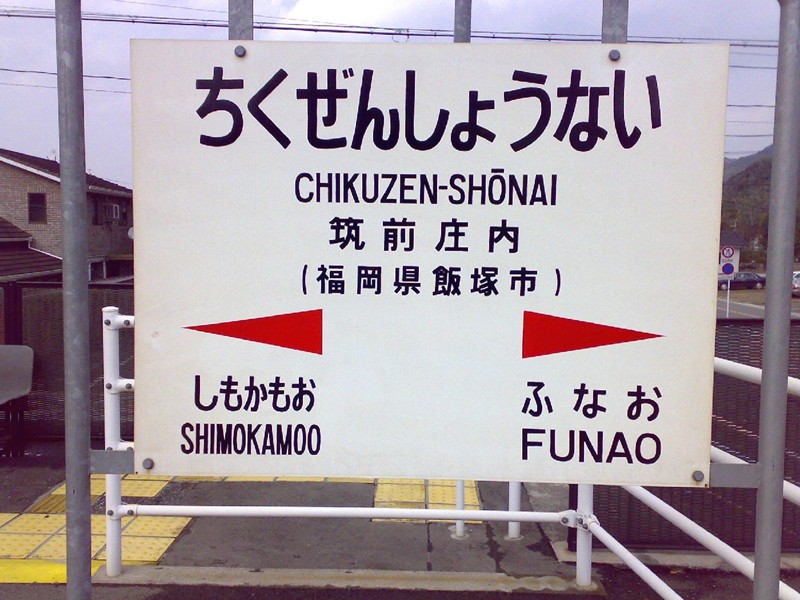 ちくぜんしょうない
CHIKUZEN-SHŌNAI
筑前庄内
(福岡県飯塚市)
しもかもお
SHIMOKAMOO
ふなお
FUNAO